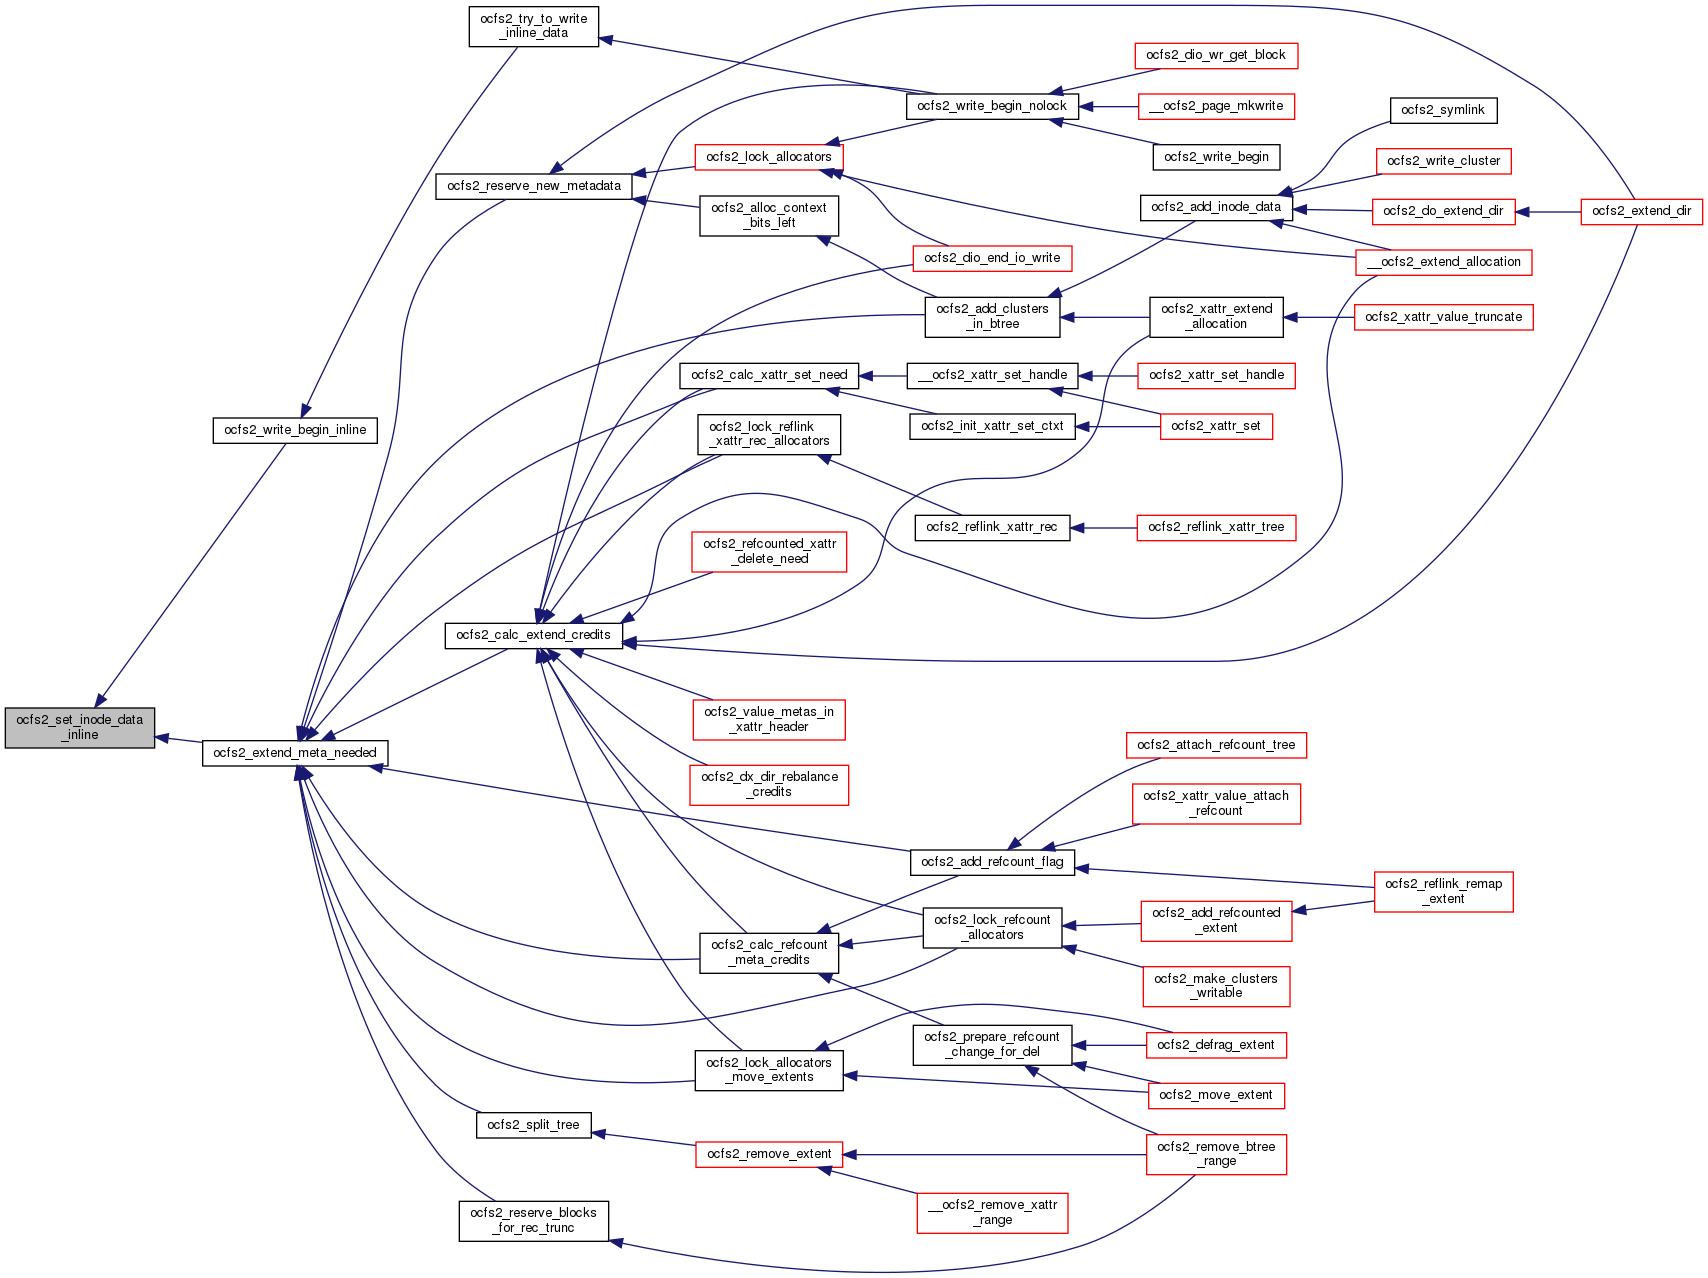 ocfs2_try_to_write
_inline_data
ocfs2_dio_wr_get_block
ocfs2_write_begin_nolock
__ocfs2_page_mkwrite
ocfs2_symlink
ocfs2_lock_allocators
ocfs2_write_begin
ocfs2_write_cluster
ocfs2_reserve_new_metadata
ocfs2_alloc_context
_bits_left
ocfs2_add_inode_data
ocfs2_do_extend_dir
ocfs2_extend_dir
ocfs2_dio_end_io_write
__ocfs2_extend_allocation
ocfs2_add_clusters
_in_btree
ocfs2_xattr_extend
_allocation
ocfs2_xattr_value_truncate
ocfs2_calc_xattr_set_need
__ocfs2_xattr_set_handle
ocfs2_xattr_set_handle
ocfs2_write_begin_inline
ocfs2_lock_reflink
_xattr_rec_allocators
ocfs2_init_xattr_set_ctxt
ocfs2_xattr_set
ocfs2_reflink_xattr_rec
ocfs2_reflink_xattr_tree
ocfs2_refcounted_xattr
_delete_need
ocfs2_calc_extend_credits
ocfs2_set_inode_data
_inline
ocfs2_value_metas_in
_xattr_header
ocfs2_extend_meta_needed
ocfs2_attach_refcount_tree
ocfs2_dx_dir_rebalance
_credits
ocfs2_xattr_value_attach
_refcount
ocfs2_add_refcount_flag
ocfs2_reflink_remap
_extent
ocfs2_lock_refcount
_allocators
ocfs2_add_refcounted
_extent
ocfs2_calc_refcount
_meta_credits
ocfs2_make_clusters
_writable
ocfs2_prepare_refcount
_change_for_del
ocfs2_defrag_extent
ocfs2_lock_allocators
_move_extents
ocfs2_move_extent
ocfs2_split_tree
ocfs2_remove_extent
ocfs2_remove_btree
_range
ocfs2_reserve_blocks
_for_rec_trunc
__ocfs2_remove_xattr
_range